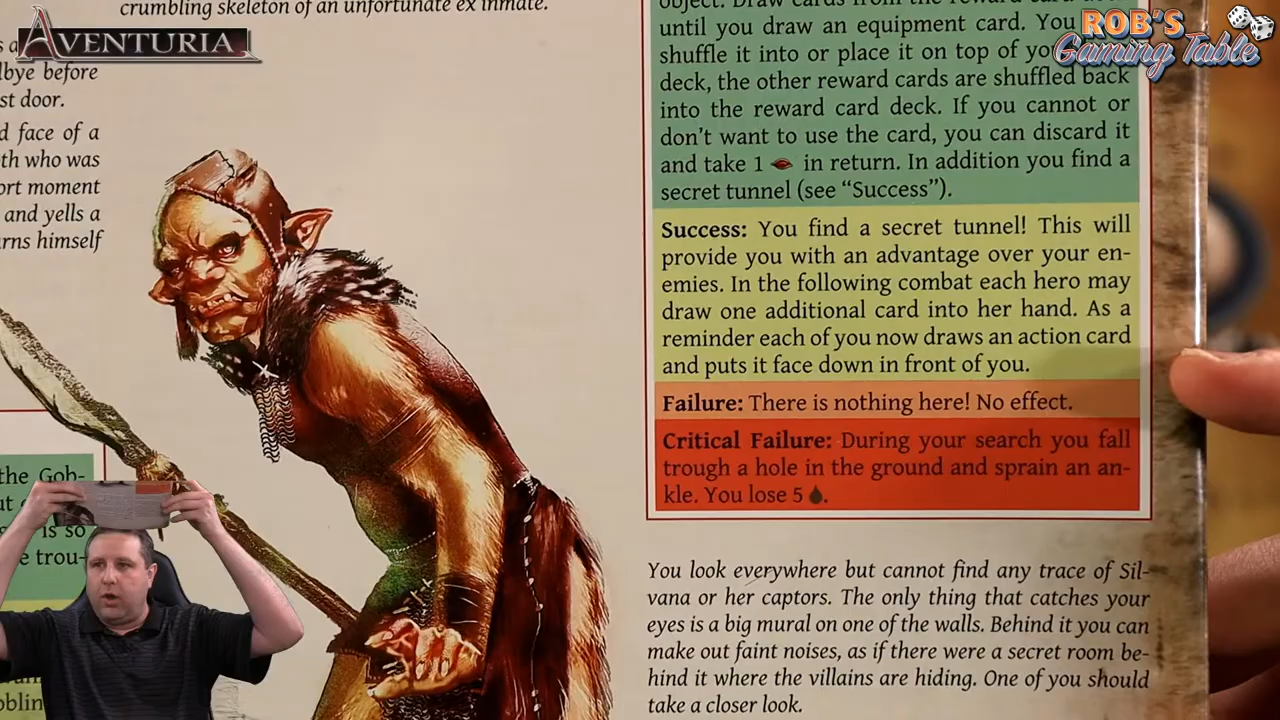 crumbling skeleton of an unfortunate ex inmate.
AVENTURIA
ROB'S
Gaming Table
before
st door.
d face of a
th who was
ort moment
and yells a
rns himself
the Gob-
is so
e trou-
until you draw an equipment card. You
shuffle it into or place it on top of
deck, the other reward cards are shuffled back
into the reward card deck. If you cannot or
don't want to use the card, you can discard it
and take 1 in return. In addition you find a
secret tunnel (see “Success”).
Success: You find a secret tunnel! This will
provide you with an advantage over your en-
emies. In the following combat each hero may
draw one additional card into her hand. As a
reminder each of you now draws an action card
and puts it face down in front of you.
Failure: There is nothing here! No effect.
Critical Failure: During your search you fall
trough a hole in the ground and sprain an an-
kle. You lose 5 .
You look everywhere but cannot find any trace of Sil-
vana or her captors. The only thing that catches your
eyes is a big mural on one of the walls. Behind it you can
make out faint noises, as if there were a secret room be-
hind it where the villains are hiding. One of you should
take a closer look.